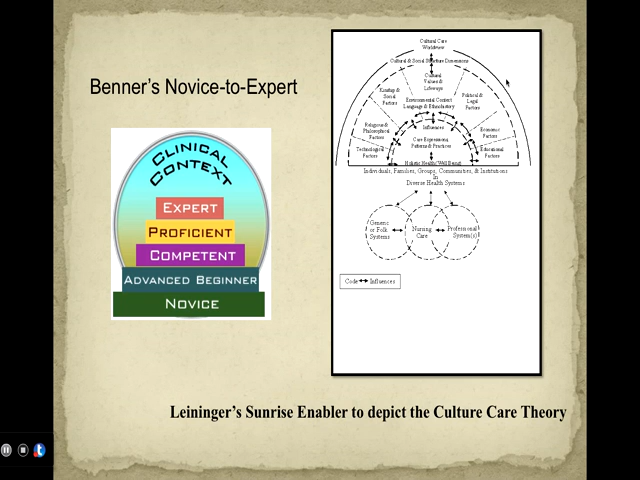 Benner's Novice-to-Expert
CLINICAL
CONTEXT
EXPERT
PROFICIENT
COMPETENT
ADVANCED BEGINNER
NOVICE
Cultural Care
Worldview
Cultural & Social Structure Dimensions
Cultural
Values &
Lifeways
Kinship &
Social
Factors
Political &
Legal
Factors
Environmental Context
Language & Ethnohistory
Religious &
Philosophical
Factors
Influences
Economic
Factors
Care Expressions
Patterns & Practices
Technological
Factors
Educational
Factors
Holistic Health/Well Being
Individuals, Families, Groups, Communities, & Institutions
In
Diverse Health Systems
Generic
or Folk
Systems
Nursing
Care
Professional
System(s)
Code Influences
Leininger's Sunrise Enabler to depict the Culture Care Theory